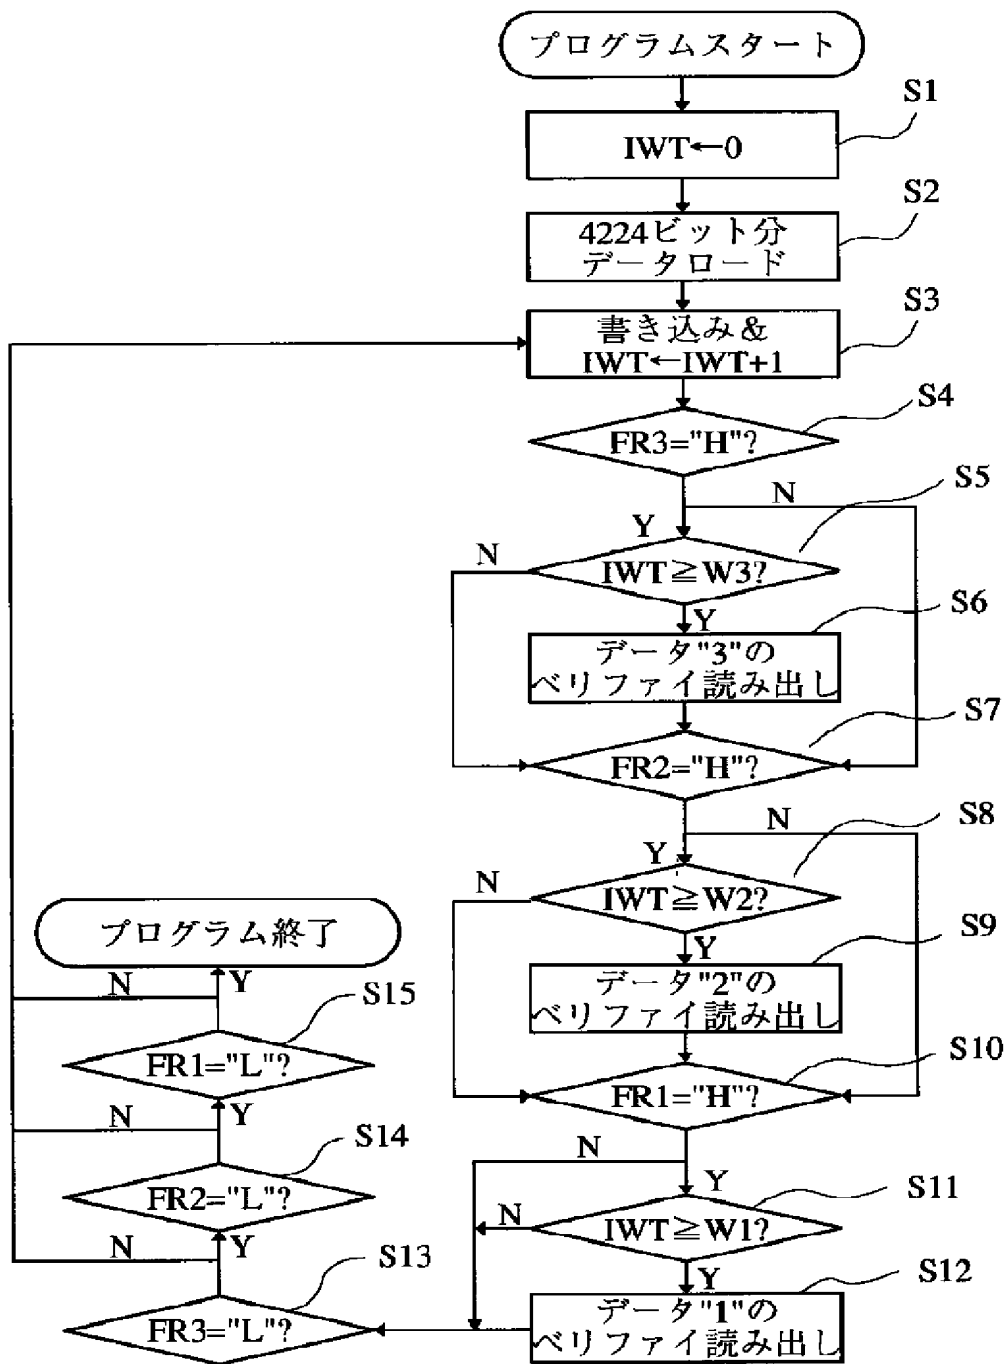 プログラムスタート
S1
IWT←0
S2
4224ビット分
データロード
S3
書き込み&
IWT←IWT+1
S4
FR3="H"?
N
S5
Y
N
IWT≧W3?
S6
Y
データ"3"の
ベリファイ読み出し
S7
FR2="H"?
S8
N
Y
N
IWT≧W2?
S9
Y
データ"2"の
ベリファイ読み出し
S10
FR1="H"?
N
Y
S11
N
IWT≧W1?
Y
S12
データ"1"の
ベリファイ読み出し
S13
FR3="L"?
N
Y
S14
FR2="L"?
N
Y
S15
FR1="L"?
N
Y
プログラム終了